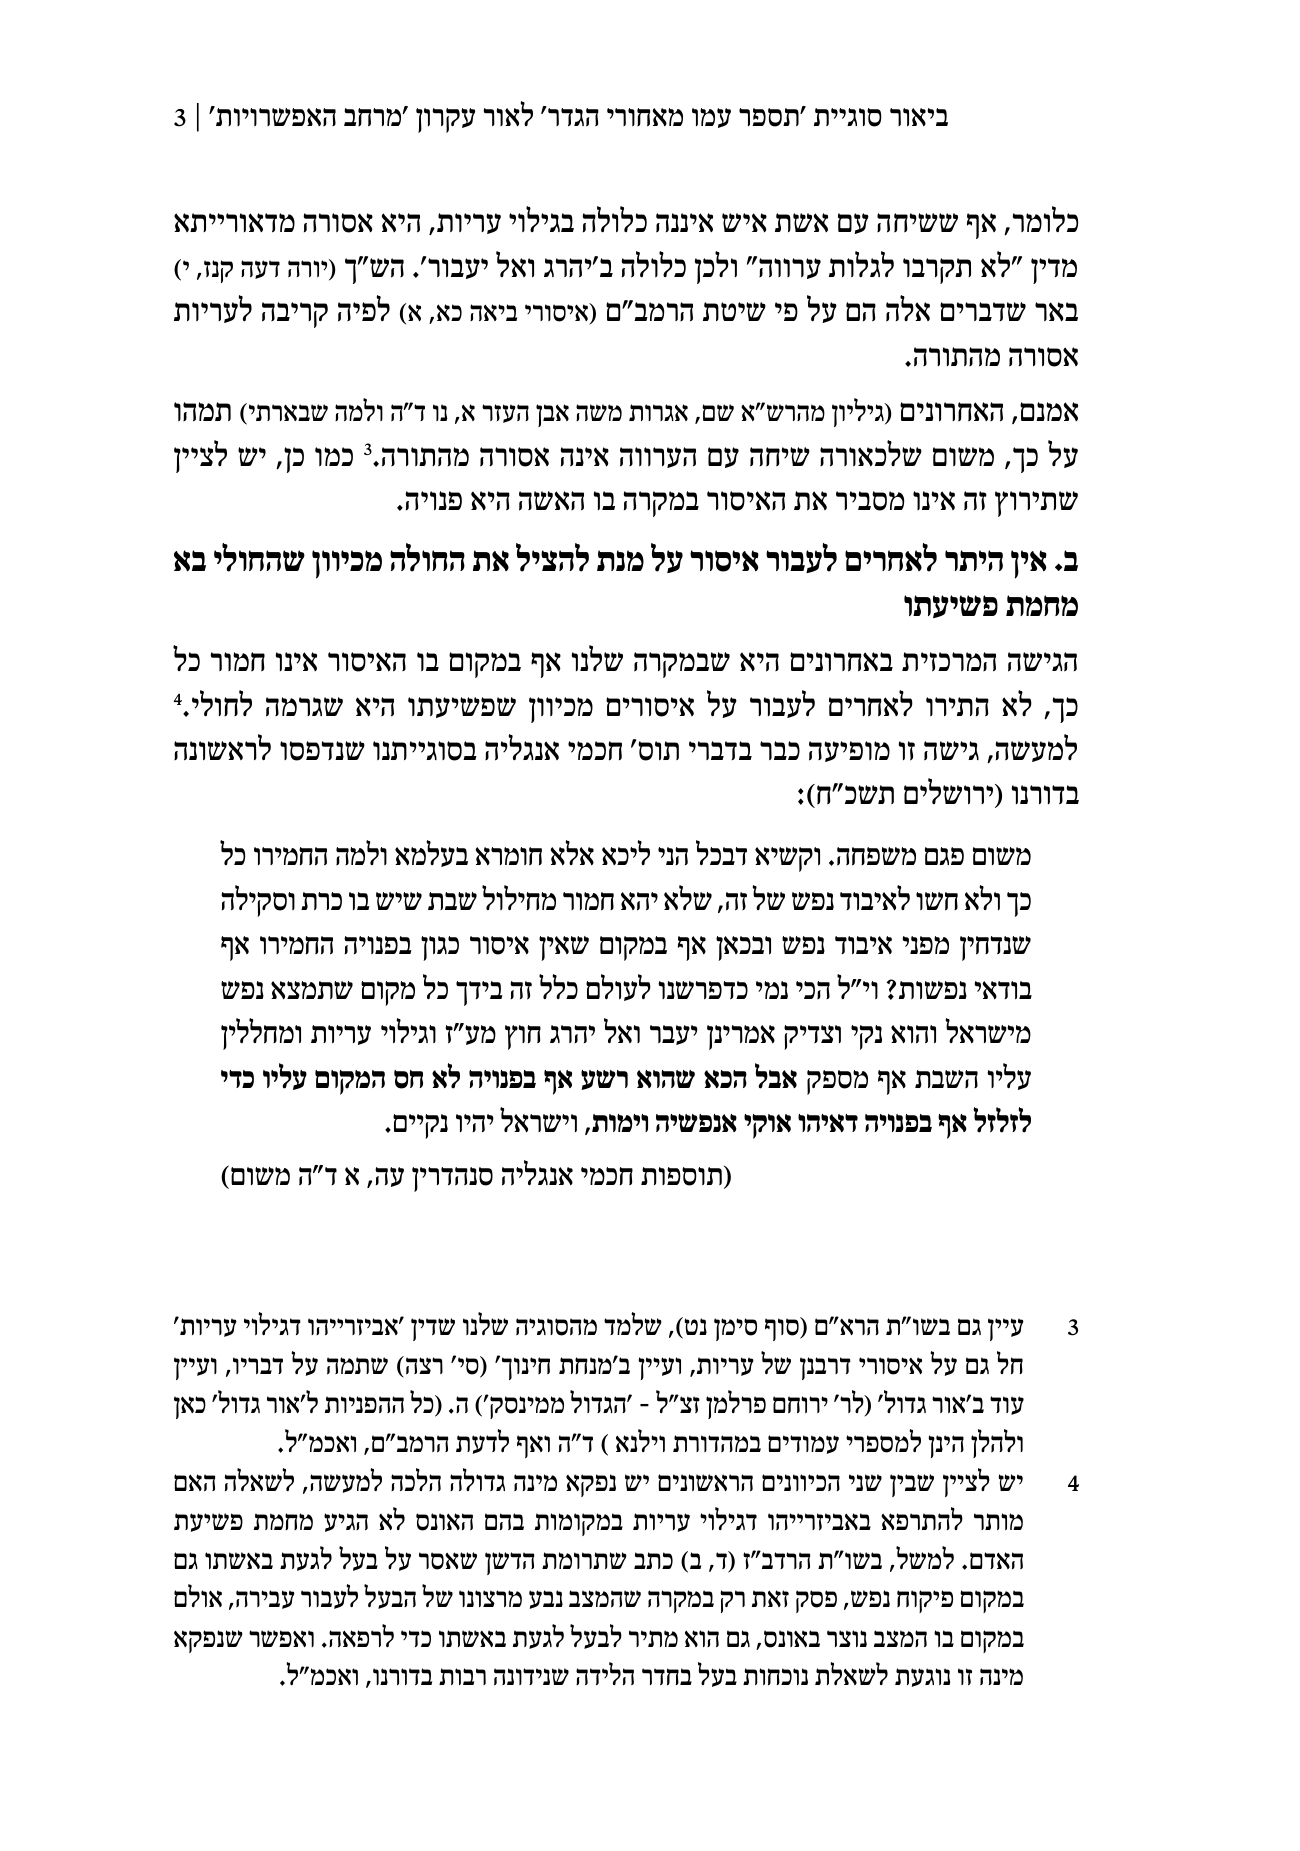 ביאור סוגיית 'תספר עמו מאחורי הגדר' לאור עקרון 'מרחב האפשרויות' | 3
כלומר, אף ששיחה עם אשת איש איננה כלולה בגילוי עריות, היא אסורה מדאורייתא
מדין "לא תקרבו לגלות ערווה" ולכן כלולה ב'יהרג ואל יעבור'. הש"ך (יורה דעה קנז, י)
באר שדברים אלה הם על פי שיטת הרמב"ם (איסורי ביאה כא, א) לפיה קריבה לעריות
אסורה מהתורה.
אמנם, האחרונים (גיליון מהרש"א שם, אגרות משה אבן העזר א, נו ד"ה ולמה שבארתי) תמהו
על כך, משום שלכאורה שיחה עם הערווה אינה אסורה מהתורה.3 כמו כן, יש לציין
שתירוץ זה אינו מסביר את האיסור במקרה בו האשה היא פנויה.
ב. אין היתר לאחרים לעבור איסור על מנת להציל את החולה מכיוון שהחולי בא
מחמת פשיעתו
הגישה המרכזית באחרונים היא שבמקרה שלנו אף במקום בו האיסור אינו חמור כל
כך, לא התירו לאחרים לעבור על איסורים מכיוון שפשיעתו היא שגרמה לחולי.4
למעשה, גישה זו מופיעה כבר בדברי תוס' חכמי אנגליה בסוגייתנו שנדפסו לראשונה
בדורנו (ירושלים תשכ"ח):
משום פגם משפחה. וקשיא דבכל הני ליכא אלא חומרא בעלמא ולמה החמירו כל
כך ולא חשו לאיבוד נפש של זה, שלא יהא חמור מחילול שבת שיש בו כרת וסקילה
שנדחין מפני איבוד נפש ובכאן אף במקום שאין איסור כגון בפנויה החמירו אף
בודאי נפשות? וי"ל הכי נמי כדפרשנו לעולם כלל זה בידך כל מקום שתמצא נפש
מישראל והוא נקי וצדיק אמרינן יעבר ואל יהרג חוץ מע"ז וגילוי עריות ומחללין
עליו השבת אף מספק אבל הכא שהוא רשע אף בפנויה לא חס המקום עליו כדי
לזלזל אף בפנויה דאיהו אוקי אנפשיה וימות, וישראל יהיו נקיים.
(תוספות חכמי אנגליה סנהדרין עה, א ד"ה משום)
3 עיין גם בשו"ת הרא"ם (סוף סימן נט), שלמד מהסוגיה שלנו שדין 'אביזרייהו דגילוי עריות'
חל גם על איסורי דרבנן של עריות, ועיין ב'מנחת חינוך' (סי' רצה) שתמה על דבריו, ועיין
עוד ב'אור גדול' (לר' ירוחם פרלמן זצ"ל - 'הגדול ממינסק') ה. (כל ההפניות ל'אור גדול' כאן
ולהלן הינן למספרי עמודים במהדורת וילנא ) ד"ה ואף לדעת הרמב"ם, ואכמ"ל.
4 יש לציין שבין שני הכיוונים הראשונים יש נפקא מינה גדולה הלכה למעשה, לשאלה האם
מותר להתרפא באביזרייהו דגילוי עריות במקומות בהם האונס לא הגיע מחמת פשיעת
האדם. למשל, בשו"ת הרדב"ז (ד, ב) כתב שתרומת הדשן שאסר על בעל לגעת באשתו גם
במקום פיקוח נפש, פסק זאת רק במקרה שהמצב נבע מרצונו של הבעל לעבור עבירה, אולם
במקום בו המצב נוצר באונס, גם הוא מתיר לבעל לגעת באשתו כדי לרפאה. ואפשר שנפקא
מינה זו נוגעת לשאלת נוכחות בעל בחדר הלידה שנידונה רבות בדורנו, ואכמ"ל.